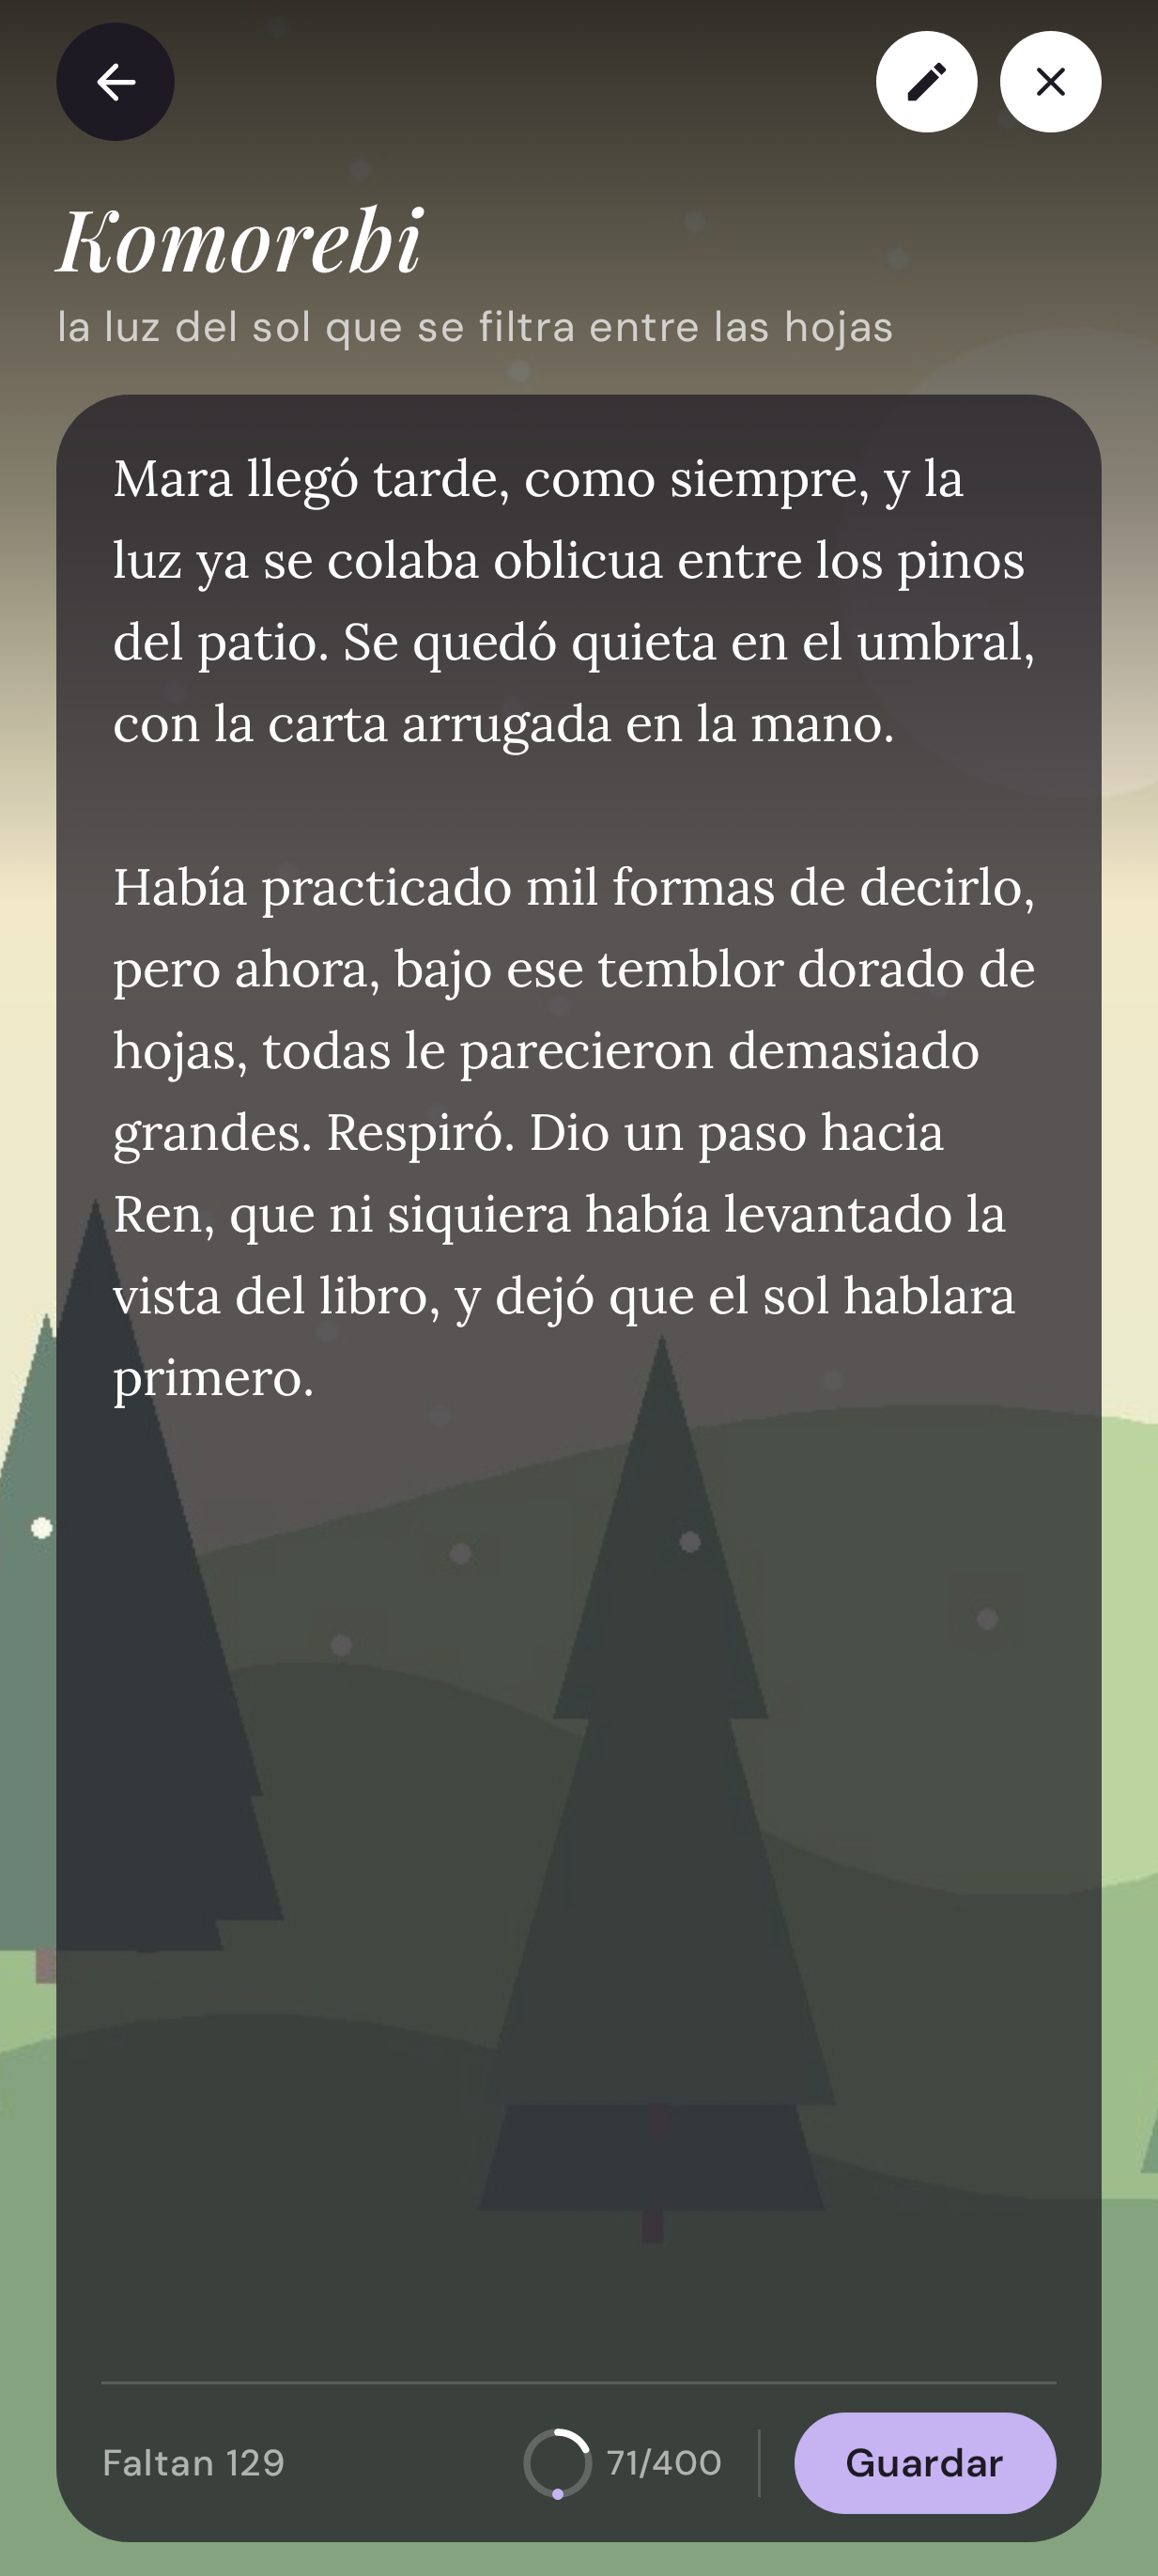 Komorebi
la luz del sol que se filtra entre las hojas
Mara llegó tarde, como siempre, y la
luz ya se colaba oblicua entre los pinos
del patio. Se quedó quieta en el umbral,
con la carta arrugada en la mano.
Había practicado mil formas de decirlo,
pero ahora, bajo ese temblor dorado de
hojas, todas le parecieron demasiado
grandes. Respiró. Dio un paso hacia
Ren, que ni siquiera había levantado la
vista del libro, y dejó que el sol hablara
primero.
Faltan 129
71/400
Guardar